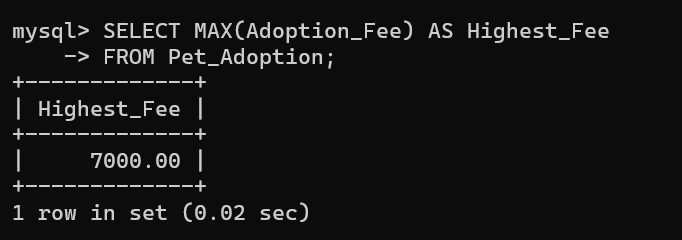 mysql> SELECT MAX(Adoption_Fee) AS Highest_Fee
    -> FROM Pet_Adoption;
+-------------+
| Highest_Fee |
+-------------+
|     7000.00 |
+-------------+
1 row in set (0.02 sec)